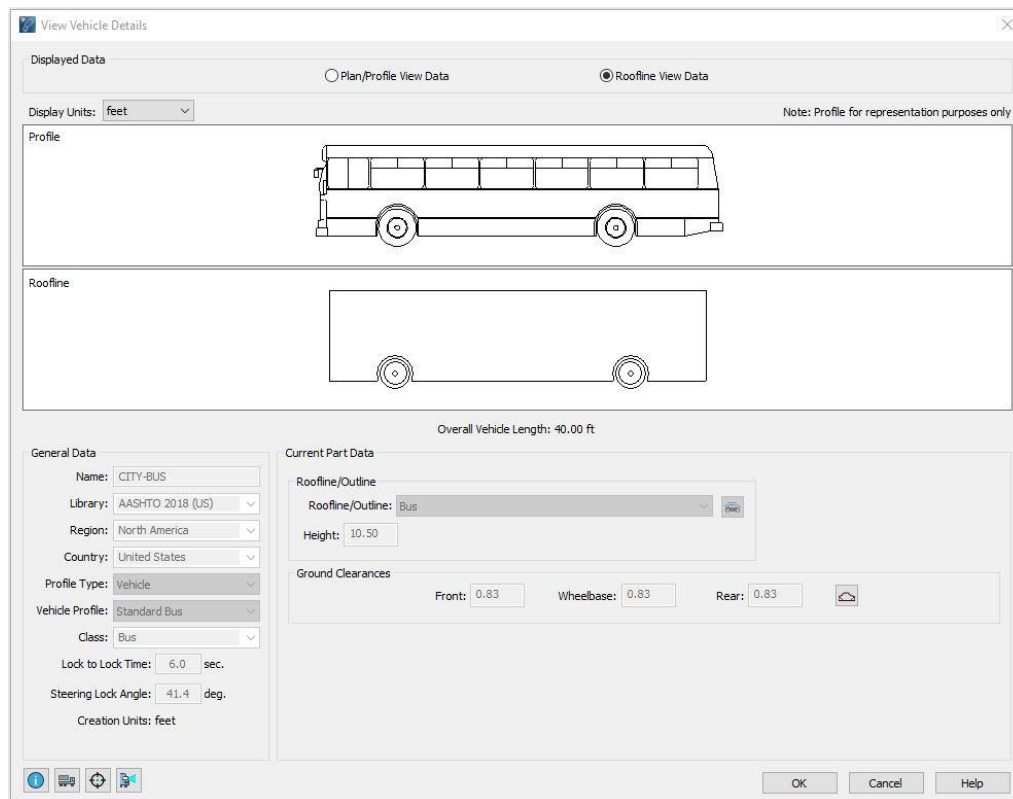 View Vehicle Details
Displayed Data
Plan/Profile View Data Roofline View Data
Display Units: feet Note: Profile for representation purposes only
Profile
Roofline
Overall Vehicle Length: 40.00 ft
General Data
Name: CITY-BUS
Library: AASHTO 2018 (US)
Region: North America
Country: United States
Profile Type: Vehicle
Vehicle Profile: Standard Bus
Class: Bus
Lock to Lock Time: 6.0 sec.
Steering Lock Angle: 41.4 deg.
Creation Units: feet
Current Part Data
Roofline/Outline
Roofline/Outline: Bus
Height: 10.50
Ground Clearances
Front: 0.83 Wheelbase: 0.83 Rear: 0.83
OK Cancel Help